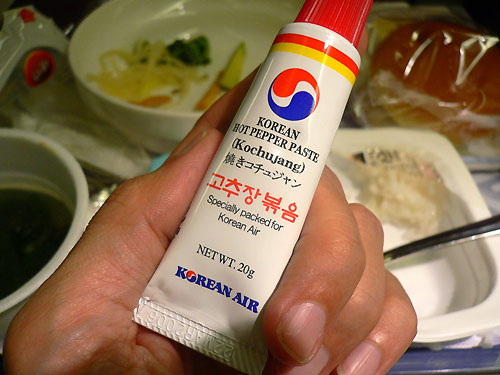 KOREAN
HOT PEPPER PASTE
(Kochujang)
焼きコチュジャン
고추장볶음
Specially packed for
Korean Air
NET WT. 20g
KOREAN AIR